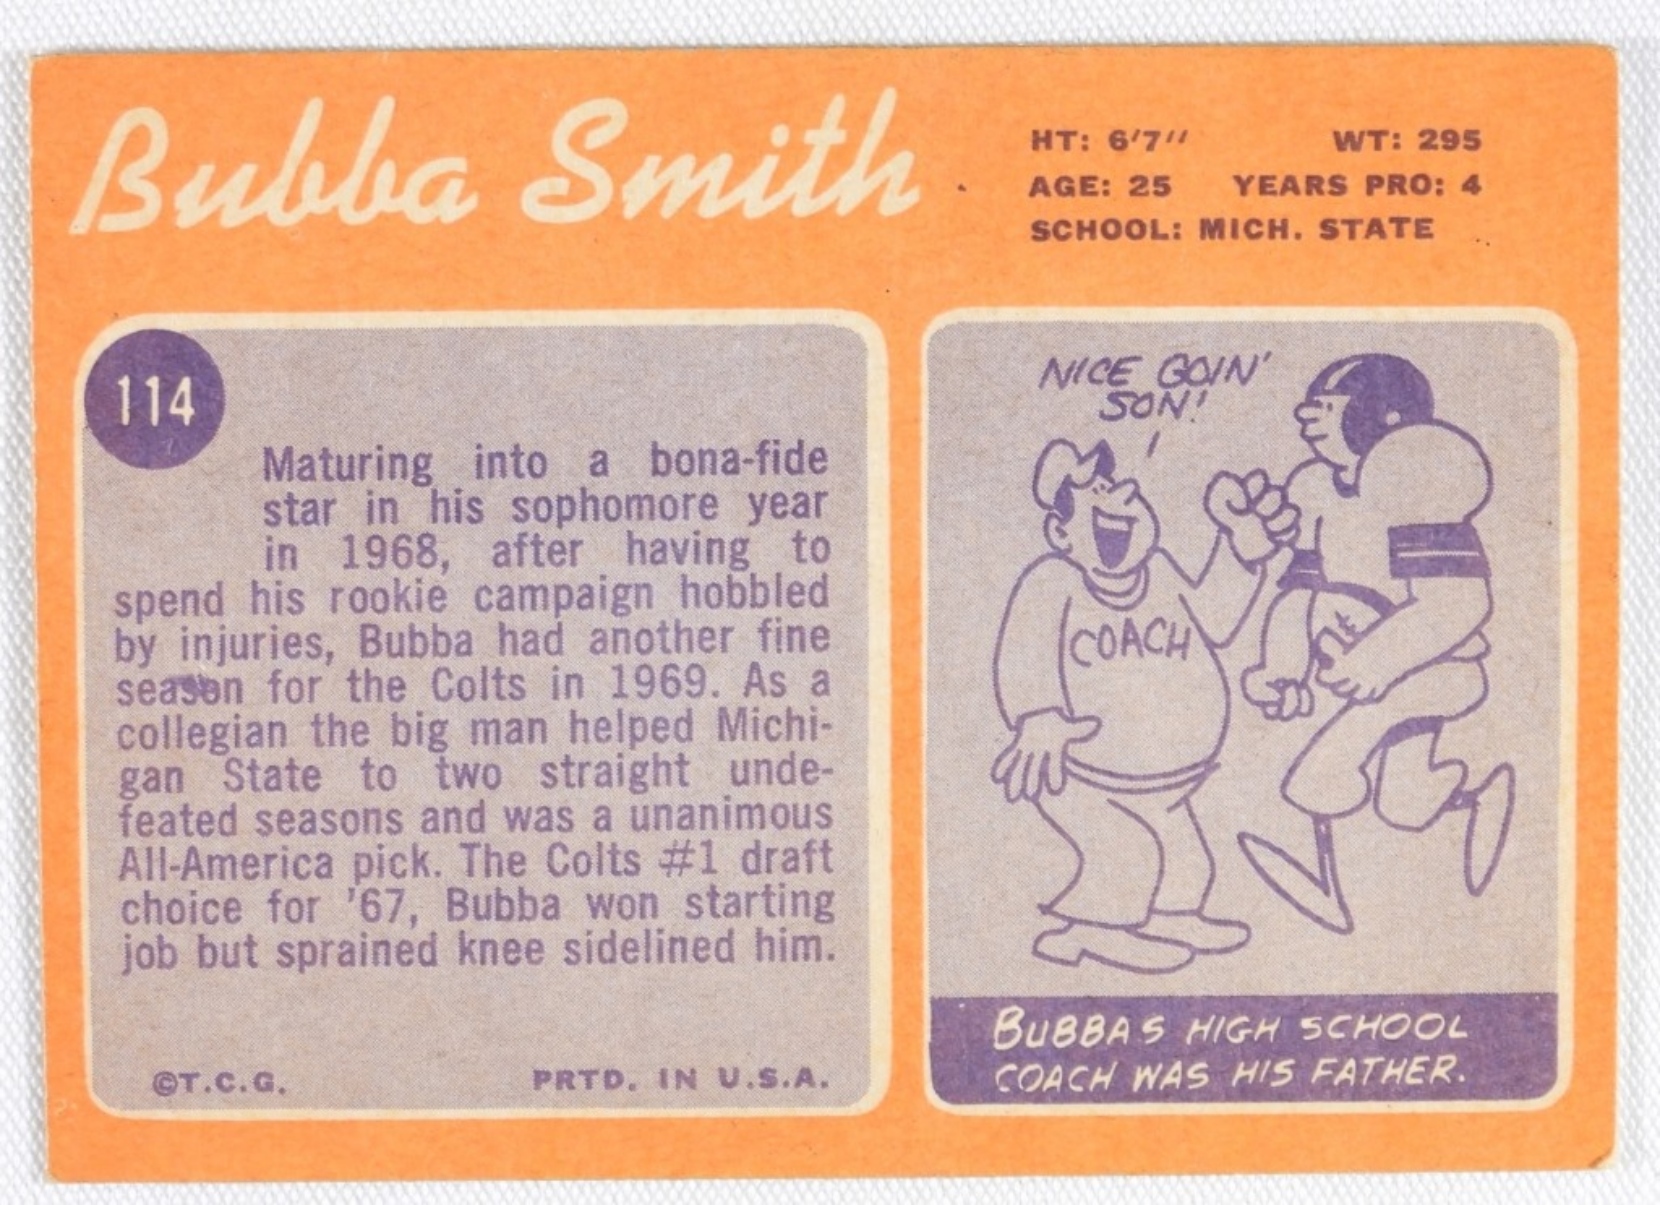 Bubba Smith
HT: 6'7" WT: 295
AGE: 25 YEARS PRO: 4
SCHOOL: MICH. STATE
114
Maturing into a bona-fide
star in his sophomore year
in 1968, after having to
spend his rookie campaign hobbled
by injuries, Bubba had another fine
season for the Colts in 1969. As a
collegian the big man helped Michi-
gan State to two straight unde-
feated seasons and was a unanimous
All-America pick. The Colts #1 draft
choice for '67, Bubba won starting
job but sprained knee sidelined him.
©T.C.G. PRTD. IN U.S.A.
NICE GOIN'
SON!
COACH
BUBBAS HIGH SCHOOL
COACH WAS HIS FATHER.